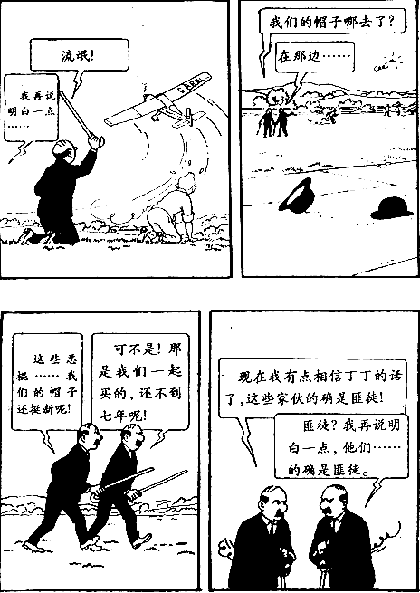 流氓！
我再说
明白一点
……
我们的帽子哪去了？
在那边……
这些恶
棍……我
们的帽子
还挺新呢！
可不是！那
是我们一起
买的，还不到
七年呢！
现在我有点相信丁丁的话
了，这些家伙的确是匪徒！
匪徒？我再说明
白一点，他们……
的确是匪徒。